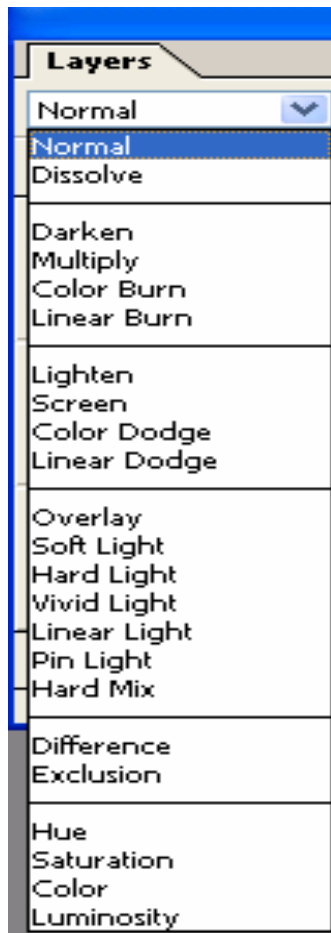 Layers
Normal
Normal
Dissolve
Darken
Multiply
Color Burn
Linear Burn
Lighten
Screen
Color Dodge
Linear Dodge
Overlay
Soft Light
Hard Light
Vivid Light
Linear Light
Pin Light
Hard Mix
Difference
Exclusion
Hue
Saturation
Color
Luminosity